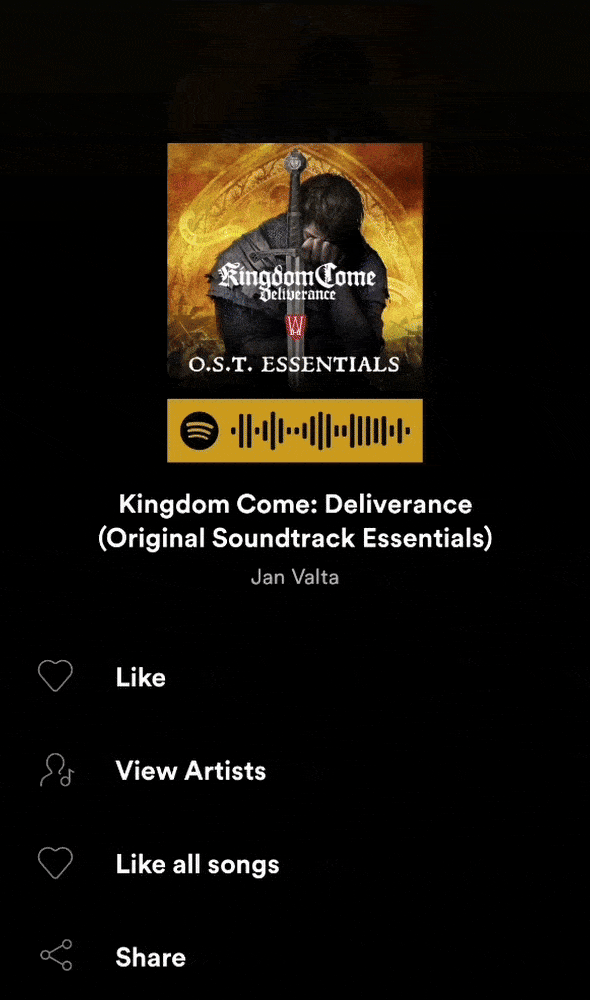 Kingdom Come
Deliverance
O.S.T. ESSENTIALS
Kingdom Come: Deliverance
(Original Soundtrack Essentials)
Jan Valta
Like
View Artists
Like all songs
Share